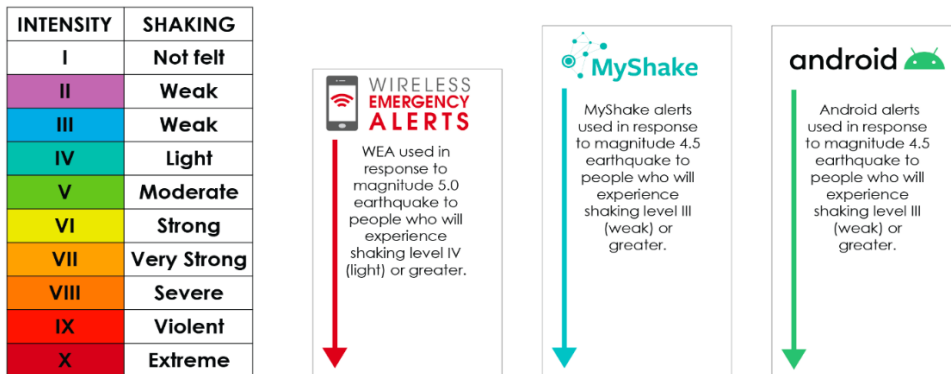 INTENSITY SHAKING
I Not felt
II Weak
III Weak
IV Light
V Moderate
VI Strong
VII Very Strong
VIII Severe
IX Violent
X Extreme
WIRELESS
EMERGENCY
ALERTS
WEA used in
response to
magnitude 5.0
earthquake to
people who will
experience
shaking level IV
(light) or greater.
MyShake
MyShake alerts
used in response
to magnitude 4.5
earthquake to
people who will
experience
shaking level III
(weak) or
greater.
android
Android alerts
used in response
to magnitude 4.5
earthquake to
people who will
experience
shaking level III
(weak) or
greater.